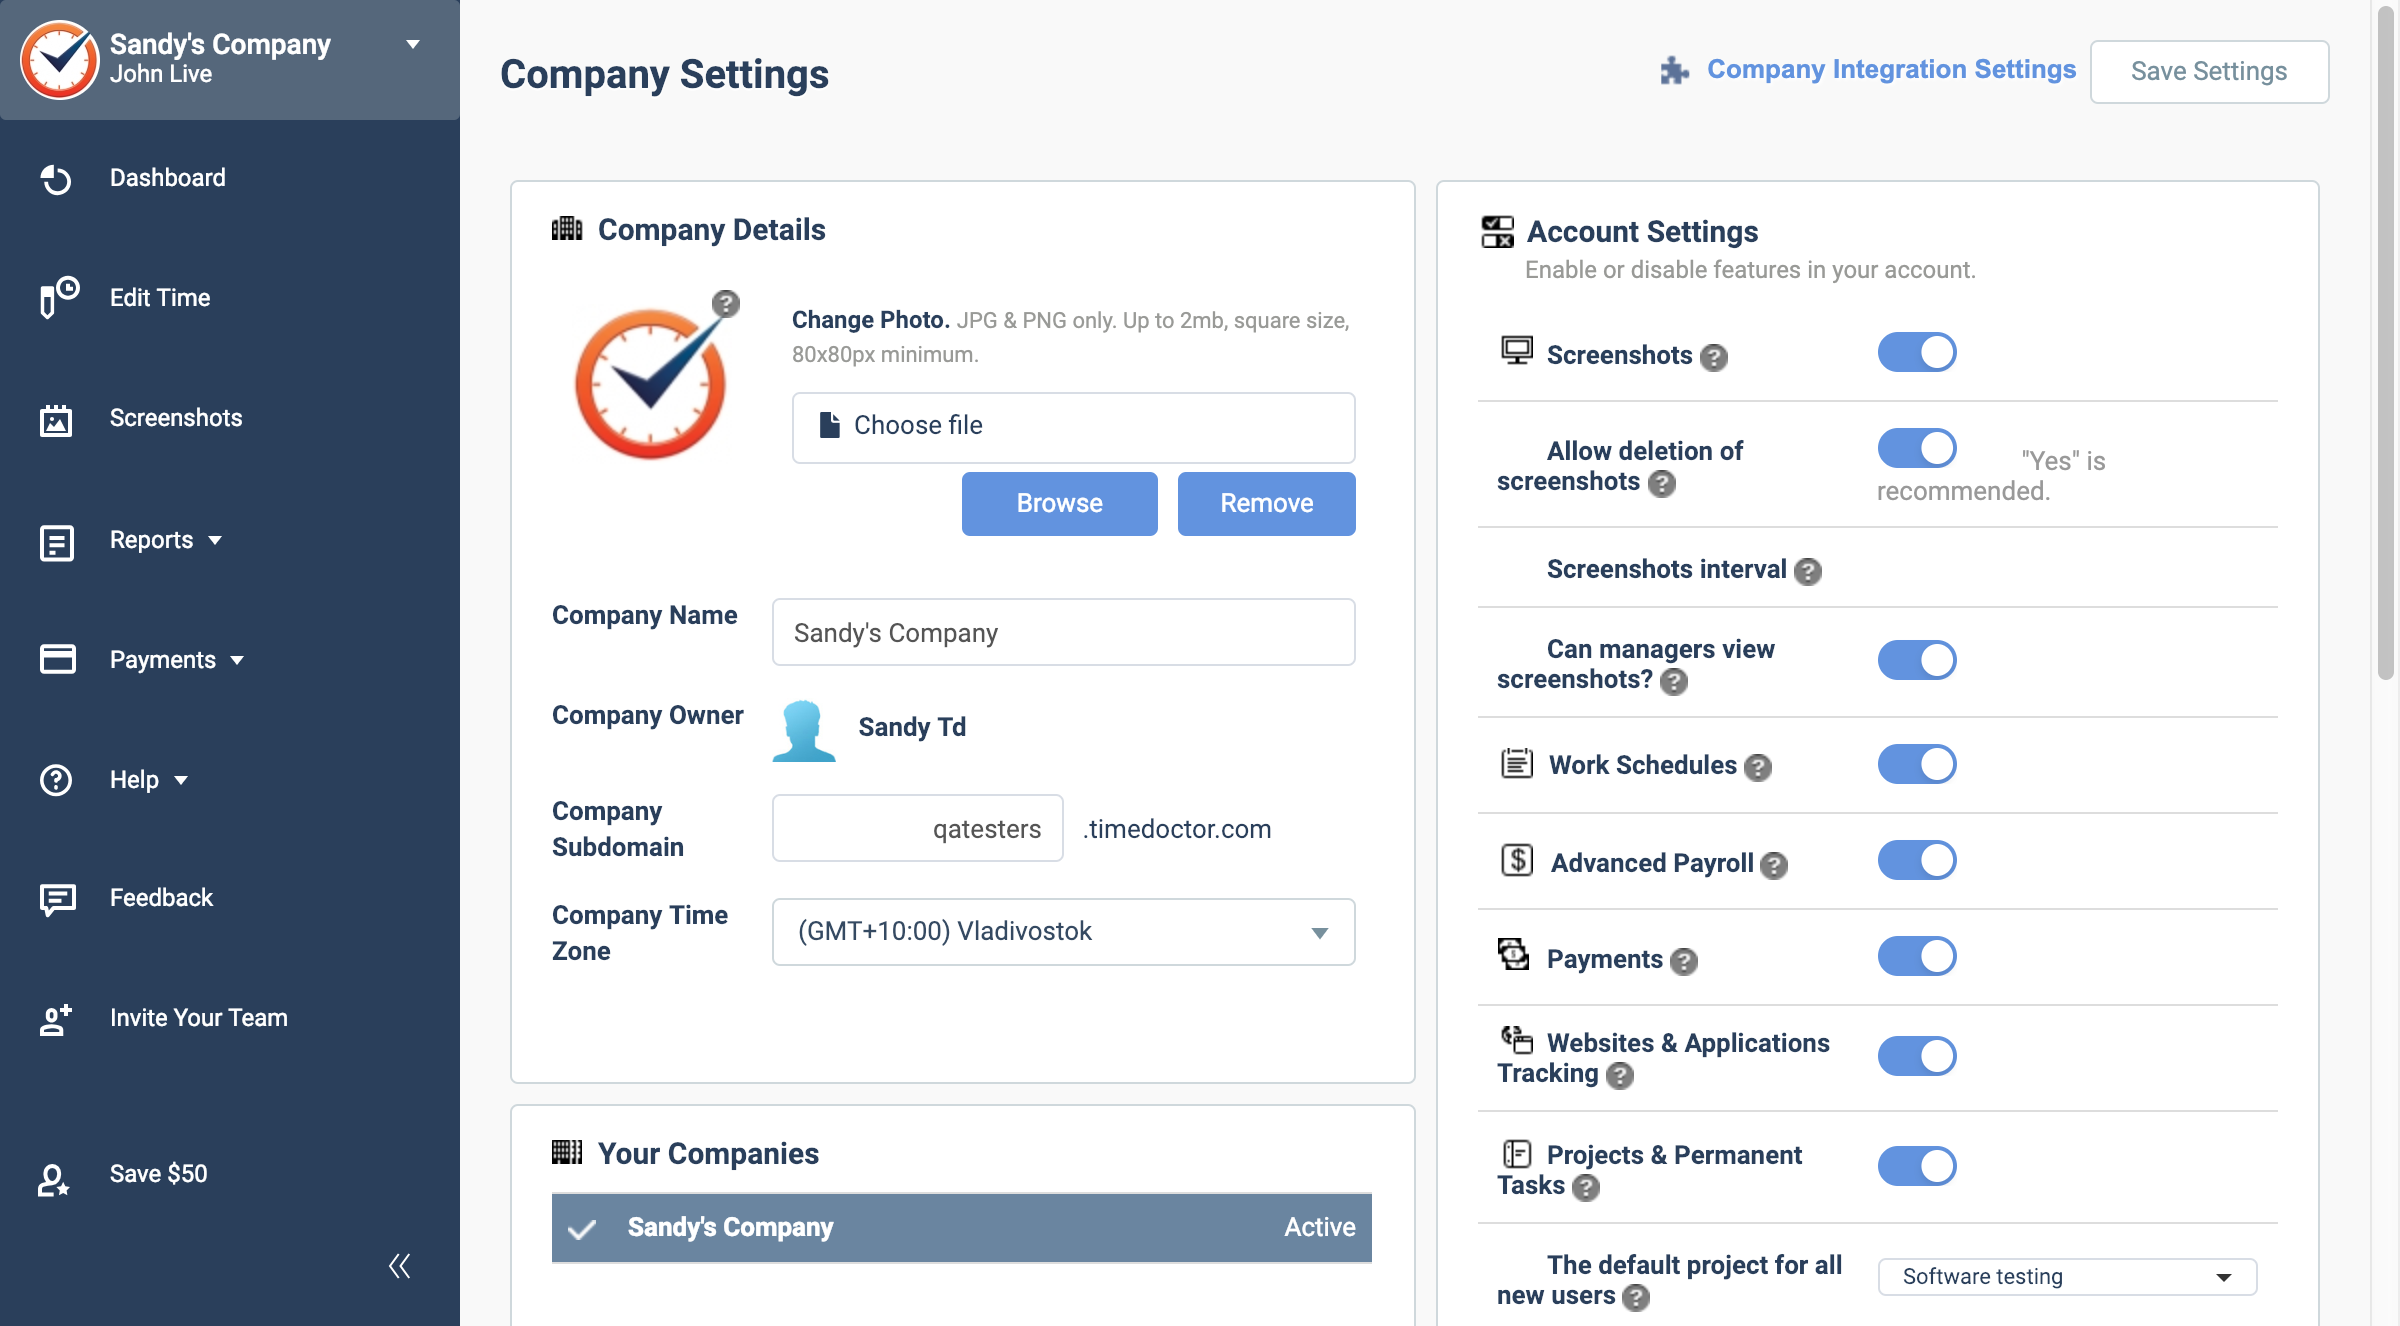 Sandy's Company
John Live
Dashboard
Edit Time
Screenshots
Reports
Payments
Help
Feedback
Invite Your Team
Save $50
Company Settings
Company Integration Settings
Save Settings
Company Details
Change Photo. JPG & PNG only. Up to 2mb, square size,
80x80px minimum.
Choose file
Browse
Remove
Company Name
Sandy's Company
Company Owner
Sandy Td
Company
Subdomain
qatesters
.timedoctor.com
Company Time
Zone
(GMT+10:00) Vladivostok
Your Companies
Sandy's Company
Active
Account Settings
Enable or disable features in your account.
Screenshots
Allow deletion of
screenshots
"Yes" is
recommended.
Screenshots interval
Can managers view
screenshots?
Work Schedules
Advanced Payroll
Payments
Websites & Applications
Tracking
Projects & Permanent
Tasks
The default project for all
new users
Software testing